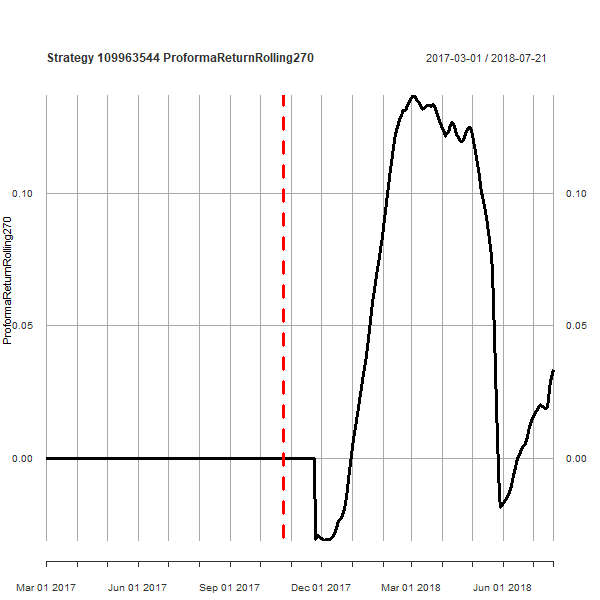 Strategy 109963544 ProformaReturnRolling270
2017-03-01 / 2018-07-21
ProformaReturnRolling270
0.10
0.10
0.05
0.05
0.00
0.00
Mar 01 2017
Jun 01 2017
Sep 01 2017
Dec 01 2017
Mar 01 2018
Jun 01 2018